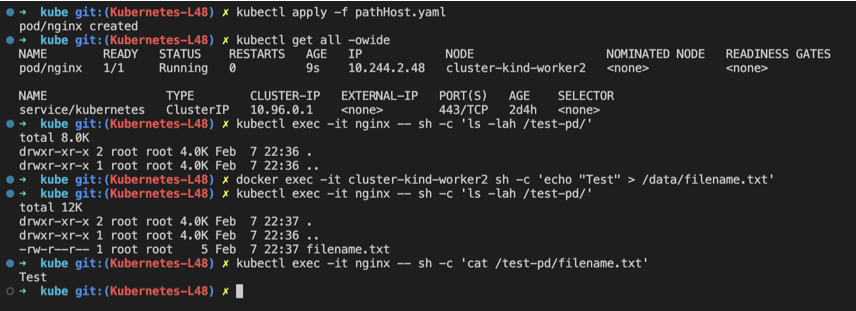 ➜ kube git:(Kubernetes-L48) ✗ kubectl apply -f pathHost.yaml
pod/nginx created
➜ kube git:(Kubernetes-L48) ✗ kubectl get all -owide
NAME READY STATUS RESTARTS AGE IP NODE NOMINATED NODE READINESS GATES
pod/nginx 1/1 Running 0 9s 10.244.2.48 cluster-kind-worker2 <none> <none>
NAME TYPE CLUSTER-IP EXTERNAL-IP PORT(S) AGE SELECTOR
service/kubernetes ClusterIP 10.96.0.1 <none> 443/TCP 2d4h <none>
➜ kube git:(Kubernetes-L48) ✗ kubectl exec -it nginx -- sh -c 'ls -lah /test-pd/'
total 8.0K
drwxr-xr-x 2 root root 4.0K Feb 7 22:36 .
drwxr-xr-x 1 root root 4.0K Feb 7 22:36 ..
➜ kube git:(Kubernetes-L48) ✗ docker exec -it cluster-kind-worker2 sh -c 'echo "Test" > /data/filename.txt'
➜ kube git:(Kubernetes-L48) ✗ kubectl exec -it nginx -- sh -c 'ls -lah /test-pd/'
total 12K
drwxr-xr-x 2 root root 4.0K Feb 7 22:37 .
drwxr-xr-x 1 root root 4.0K Feb 7 22:36 ..
-rw-r--r-- 1 root root 5 Feb 7 22:37 filename.txt
➜ kube git:(Kubernetes-L48) ✗ kubectl exec -it nginx -- sh -c 'cat /test-pd/filename.txt'
Test
➜ kube git:(Kubernetes-L48) ✗